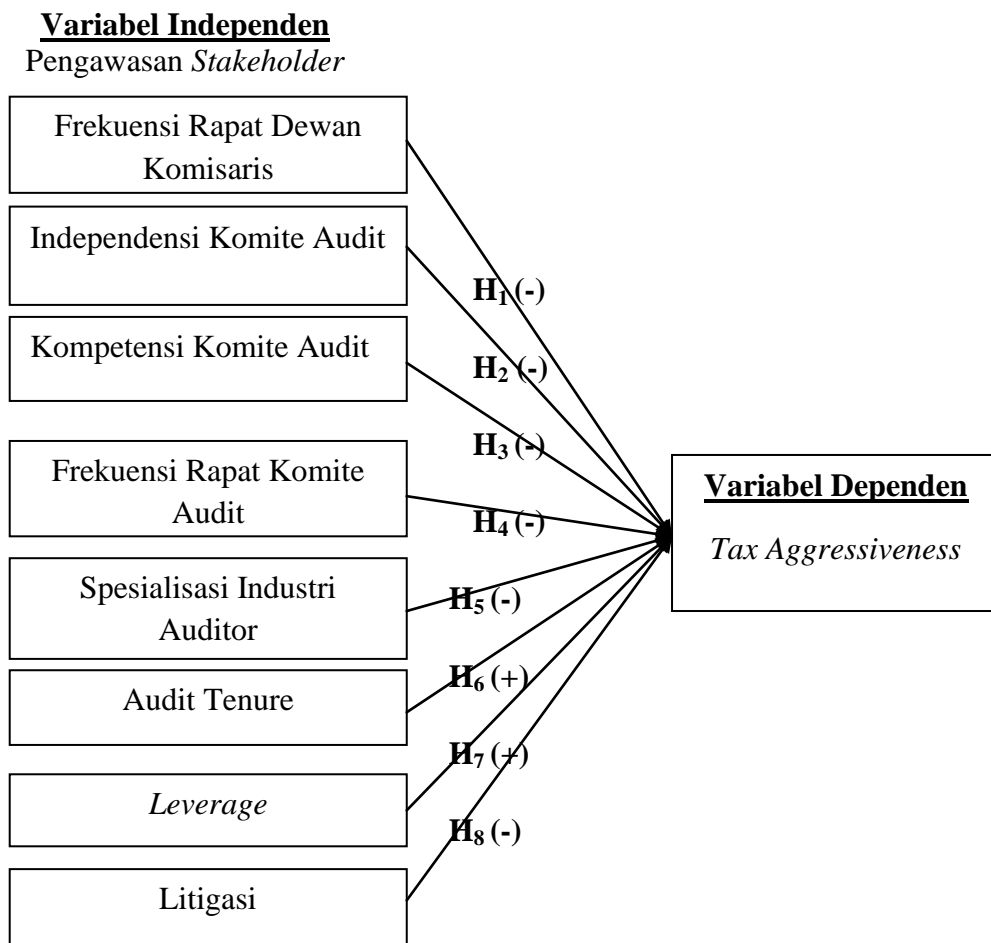 Variabel Independen
Pengawasan Stakeholder
Frekuensi Rapat Dewan
Komisaris
Independensi Komite Audit
Kompetensi Komite Audit
Frekuensi Rapat Komite
Audit
Spesialisasi Industri
Auditor
Audit Tenure
Leverage
Litigasi
H1 (-)
H2 (-)
H3 (-)
H4 (-)
H5 (-)
H6 (+)
H7 (+)
H8 (-)
Variabel Dependen
Tax Aggressiveness